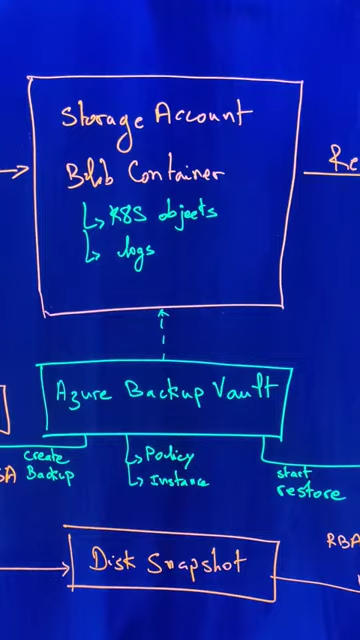 Storage Account
Blob Container
K8S objects
logs
Re
Azure Backup Vault
create
Backup
Policy
Instance
start
restore
RBA
Disk Snapshot